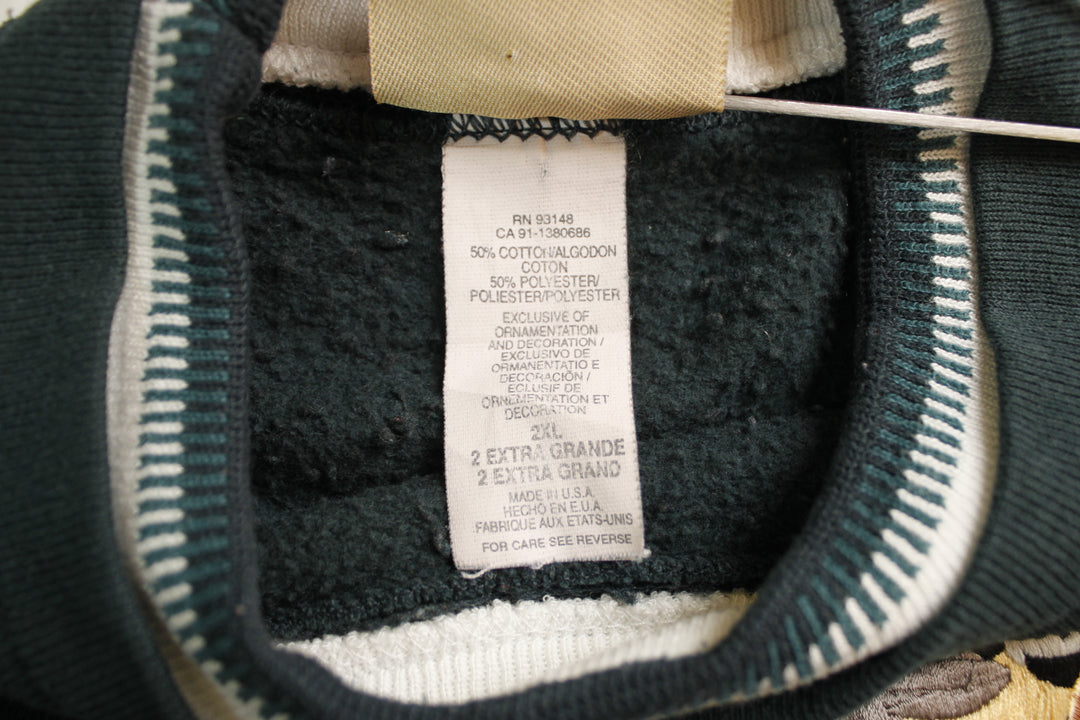 RN 93148
CA 91-1380686
50% COTTON/ALGODON
COTON
50% POLYESTER/
POLIESTER/POLYESTER
EXCLUSIVE OF
ORNAMENTATION
AND DECORATION /
EXCLUSIVO DE
ORMANENTATIO E
DECORACIÓN /
ECLUSIF DE
ORNEMENTATION ET
DECORATION
2XL
2 EXTRA GRANDE
2 EXTRA GRAND
MADE IN U.S.A.
HECHO EN E.U.A.
FABRIQUE AUX ETATS-UNIS
FOR CARE SEE REVERSE